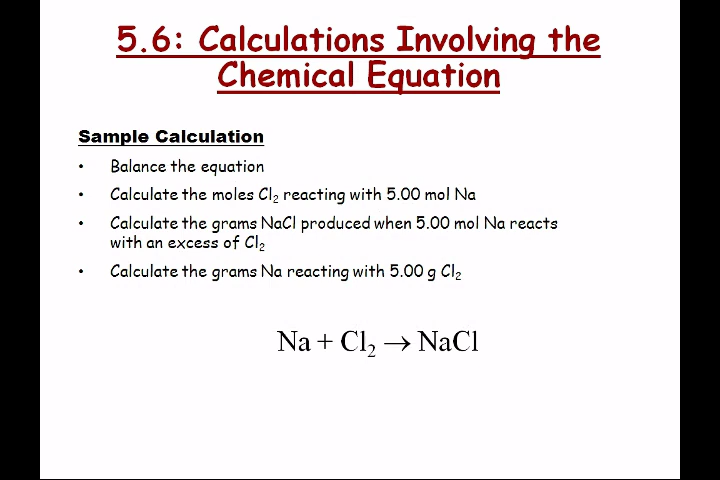 5.6: Calculations Involving the
Chemical Equation
Sample Calculation
• Balance the equation
• Calculate the moles Cl₂ reacting with 5.00 mol Na
• Calculate the grams NaCl produced when 5.00 mol Na reacts
with an excess of Cl₂
• Calculate the grams Na reacting with 5.00 g Cl₂
Na + Cl₂ → NaCl